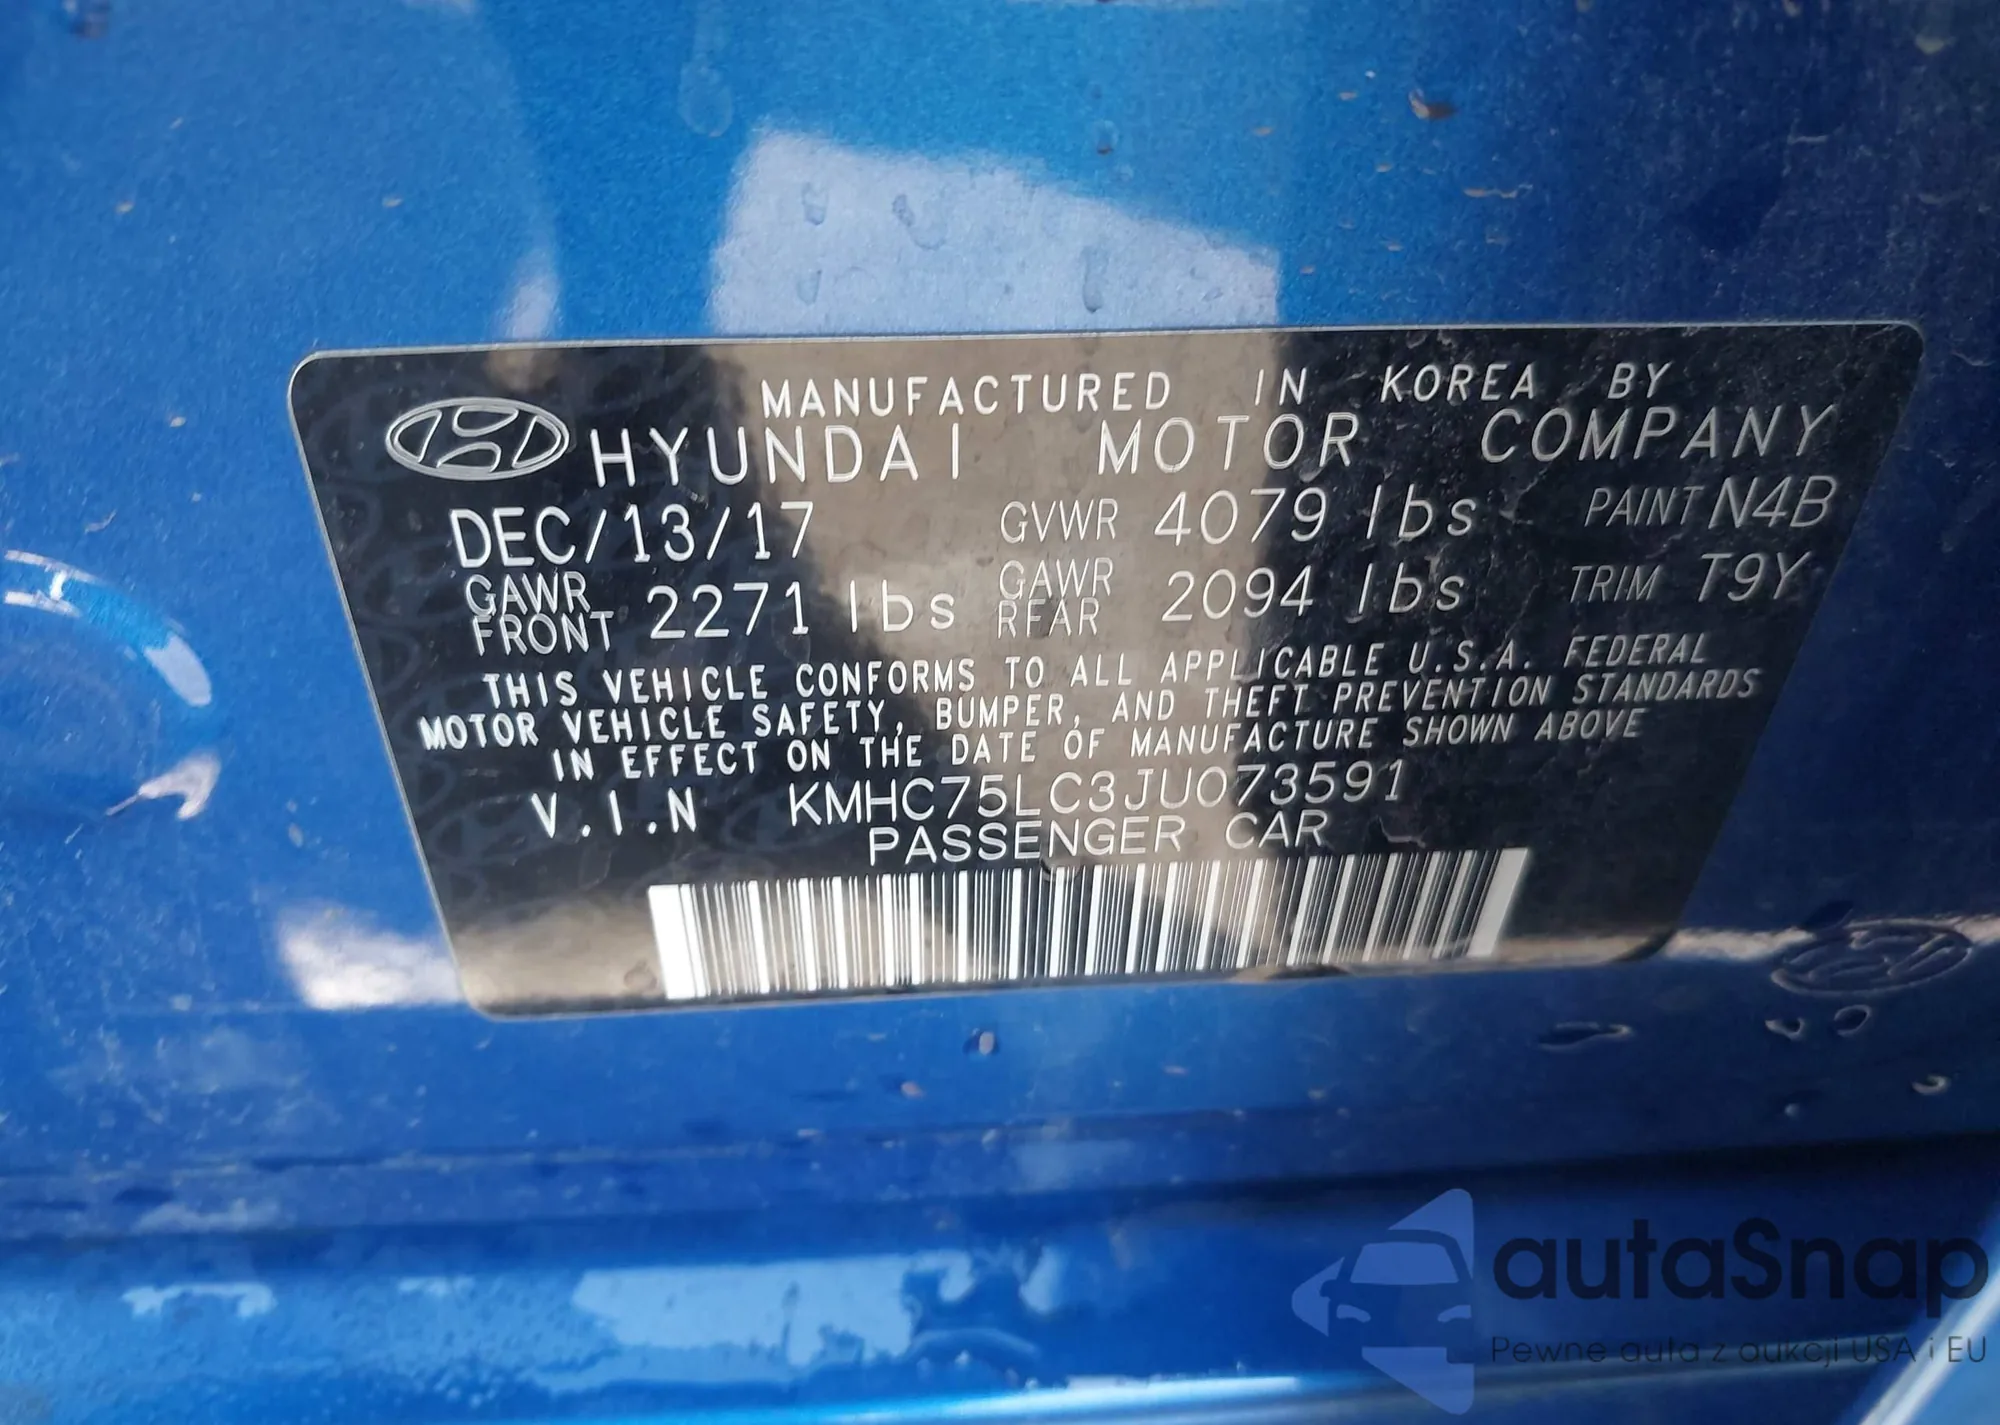 MANUFACTURED IN KOREA BY
HYUNDAI MOTOR COMPANY
DEC/13/17 GVWR 4079 lbs PAINT N4B
GAWR FRONT 2271 lbs GAWR REAR 2094 lbs TRIM T9Y
THIS VEHICLE CONFORMS TO ALL APPLICABLE U.S.A. FEDERAL
MOTOR VEHICLE SAFETY, BUMPER, AND THEFT PREVENTION STANDARDS
IN EFFECT ON THE DATE OF MANUFACTURE SHOWN ABOVE
V.I.N KMHC75LC3JU073591
PASSENGER CAR
autaSnap
Pewne auta z aukcji USA i EU